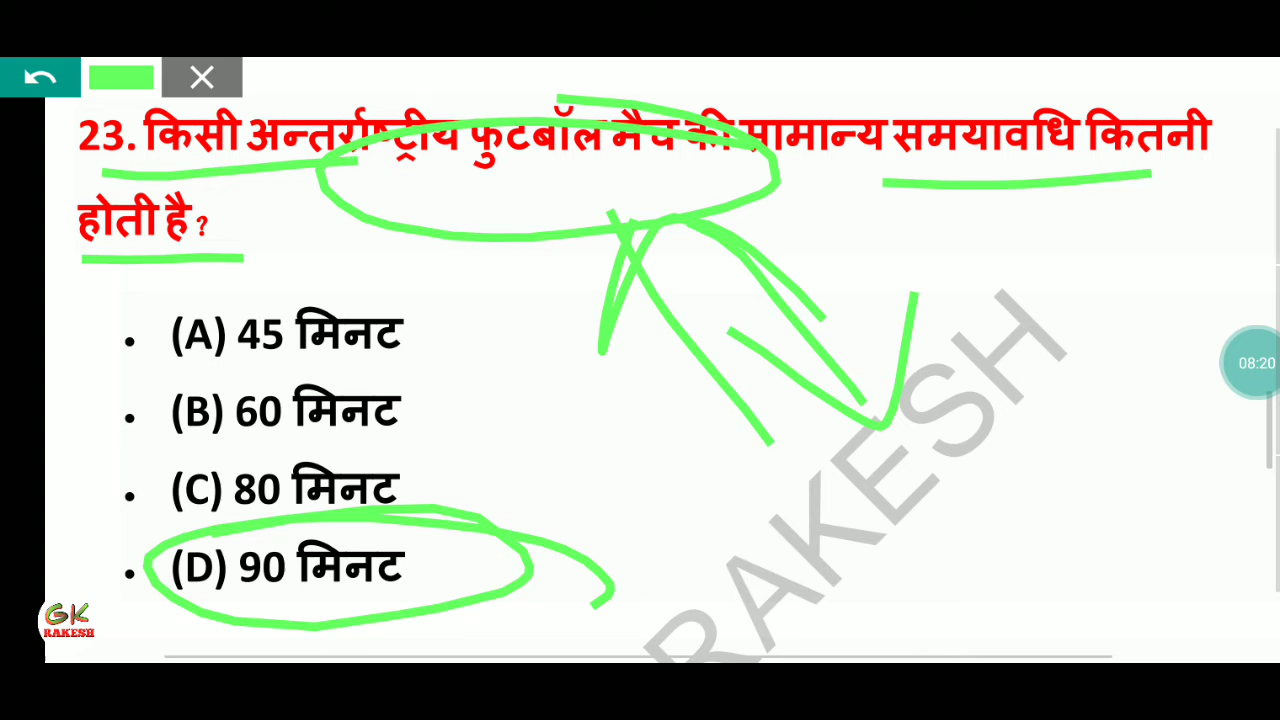 23. किसी अन्तर्राष्ट्रीय फुटबॉल मैच की सामान्य समयावधि कितनी
होती है ?
• (A) 45 मिनट
• (B) 60 मिनट
• (C) 80 मिनट
• (D) 90 मिनट
08:20
RAKESH
GK
RAKESH